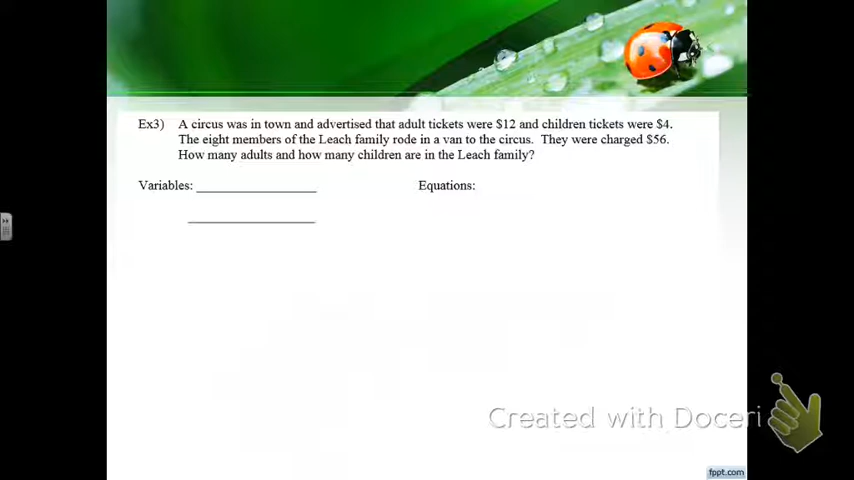 Ex3) A circus was in town and advertised that adult tickets were $12 and children tickets were $4.
The eight members of the Leach family rode in a van to the circus. They were charged $56.
How many adults and how many children are in the Leach family?
Variables: ____________________ Equations:
____________________
Created with Doceri
fppt.com